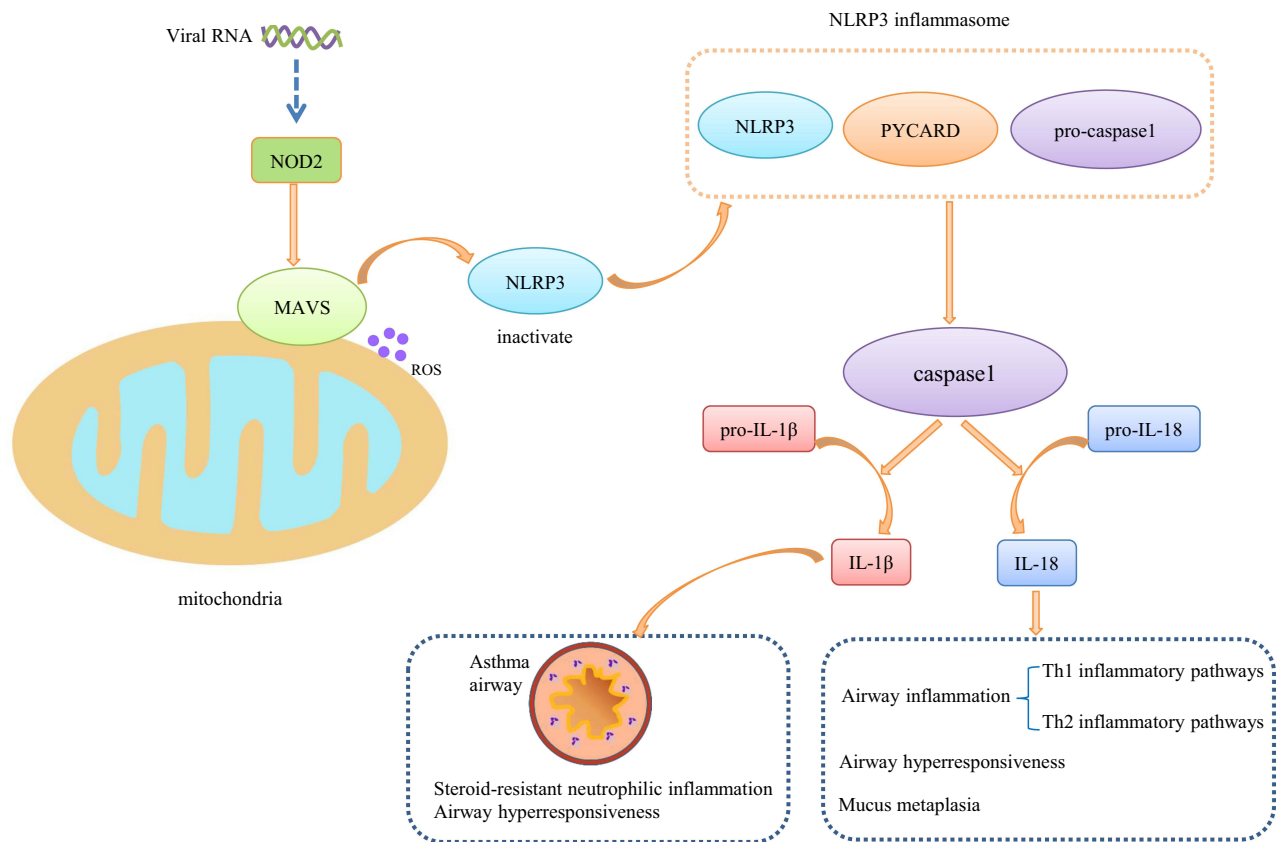 NLRP3 inflammasome
Viral RNA
NLRP3
PYCARD
pro-caspase1
NOD2
NLRP3
MAVS
inactivate
ROS
caspase1
pro-IL-1β
pro-IL-18
IL-1β
IL-18
mitochondria
Asthma
airway
Steroid-resistant neutrophilic inflammation
Airway hyperresponsiveness
Th1 inflammatory pathways
Airway inflammation
Th2 inflammatory pathways
Airway hyperresponsiveness
Mucus metaplasia